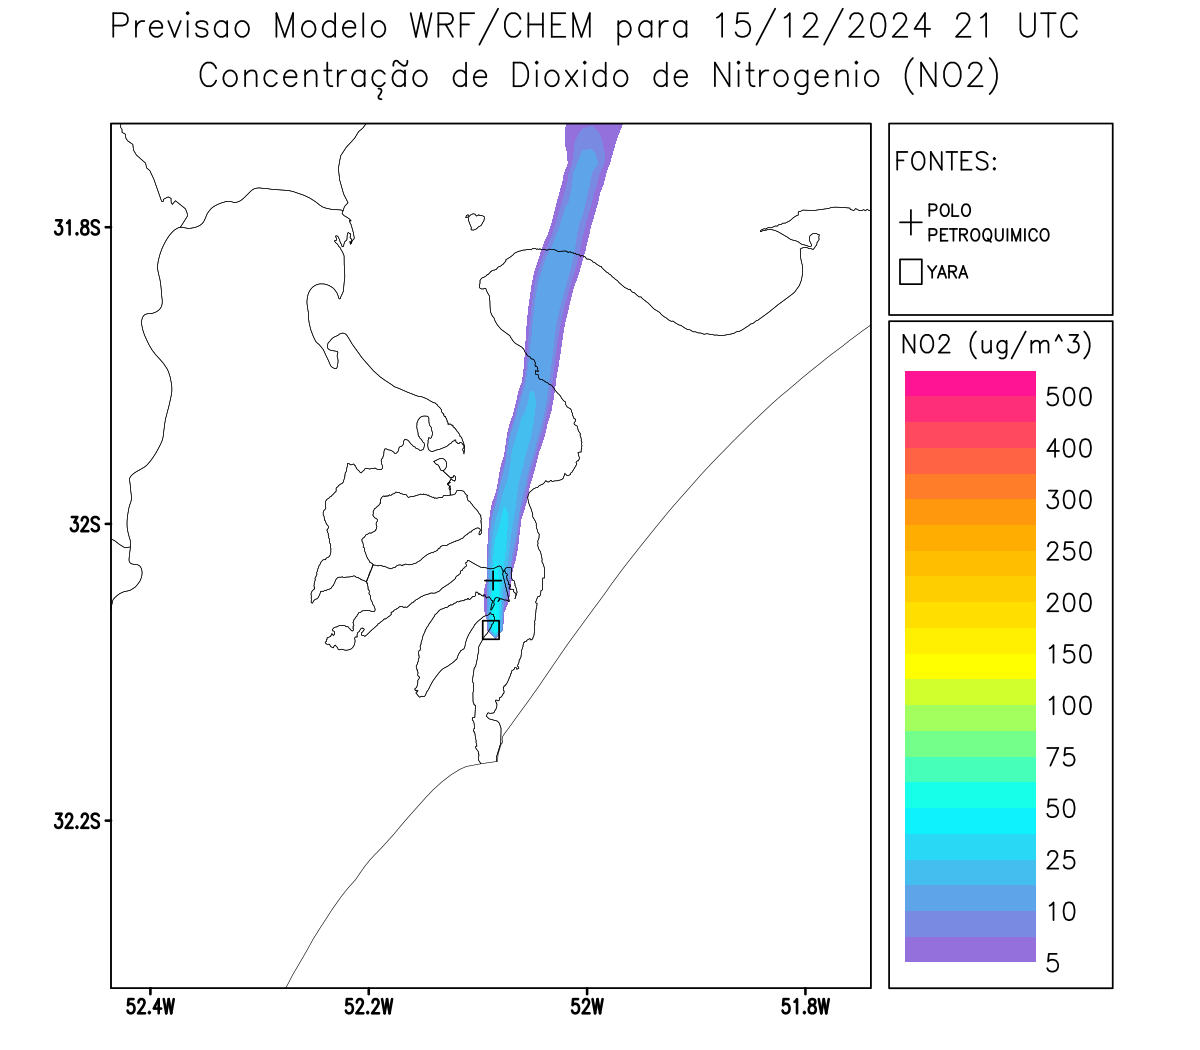 Previsao Modelo WRF/CHEM para 15/12/2024 21 UTC
Concentração de Dioxido de Nitrogenio (NO2)
FONTES:
POLO
PETROQUIMICO
YARA
31.8S
32S
32.2S
52.4W
52.2W
52W
51.8W
NO2 (ug/m^3)
500
400
300
250
200
150
100
75
50
25
10
5